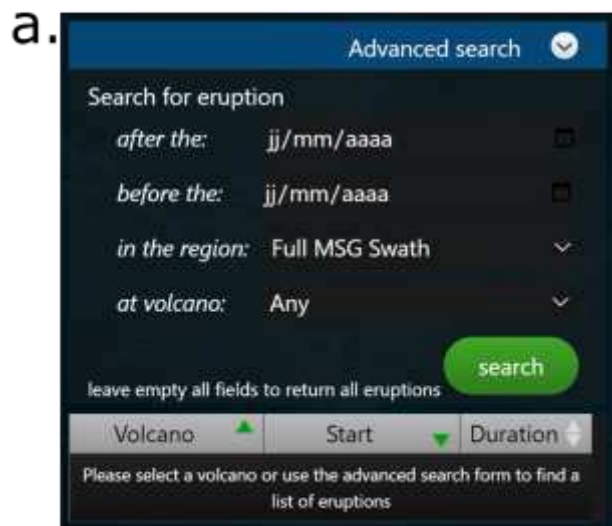 a.
Advanced search
Search for eruption
after the: jj/mm/aaaa
before the: jj/mm/aaaa
in the region: Full MSG Swath
at volcano: Any
search
leave empty all fields to return all eruptions
Volcano Start Duration
Please select a volcano or use the advanced search form to find a
list of eruptions